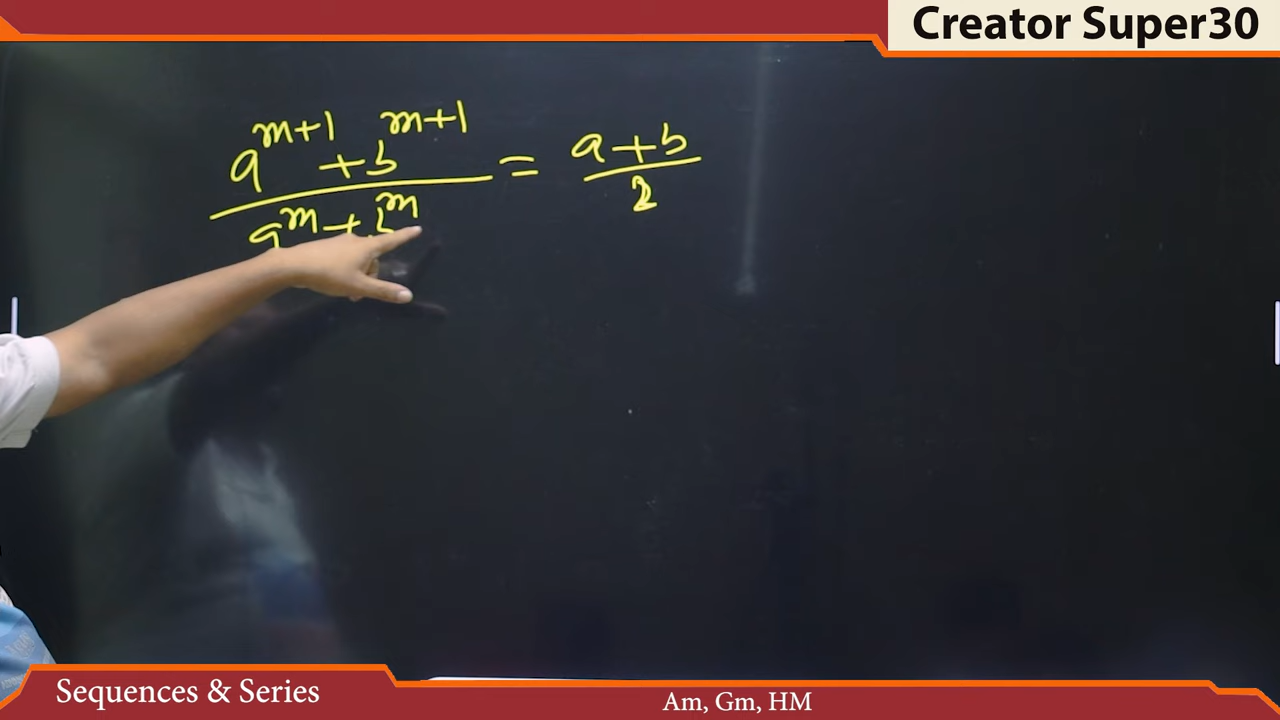 Creator Super30
a^{m+1} + b^{m+1} / a^m + b^m = a + b / 2
Sequences & Series
Am, Gm, HM